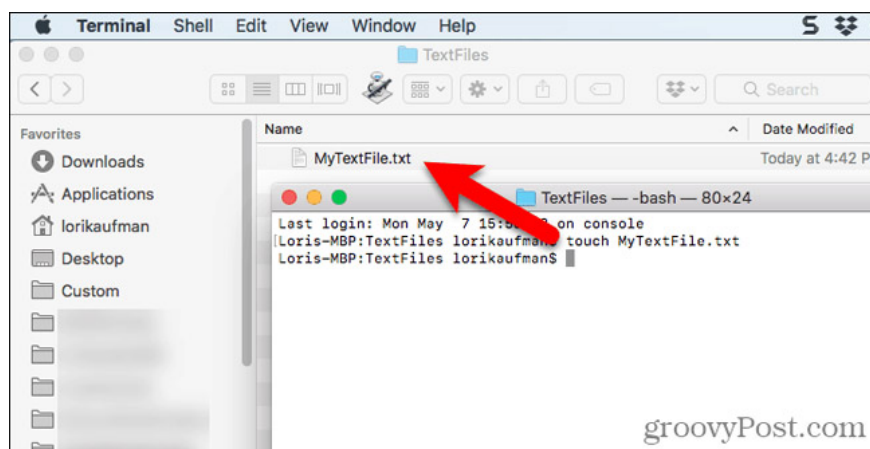 Terminal Shell Edit View Window Help
TextFiles
Search
Favorites
Name
Date Modified
Downloads
MyTextFile.txt
Today at 4:42 P
Applications
TextFiles — -bash — 80×24
lorikaufman
Last login: Mon May 7 on console
Loris-MBP:TextFiles lorikaufman$ touch MyTextFile.txt
Desktop
Loris-MBP:TextFiles lorikaufman$
Custom
groovyPost.com